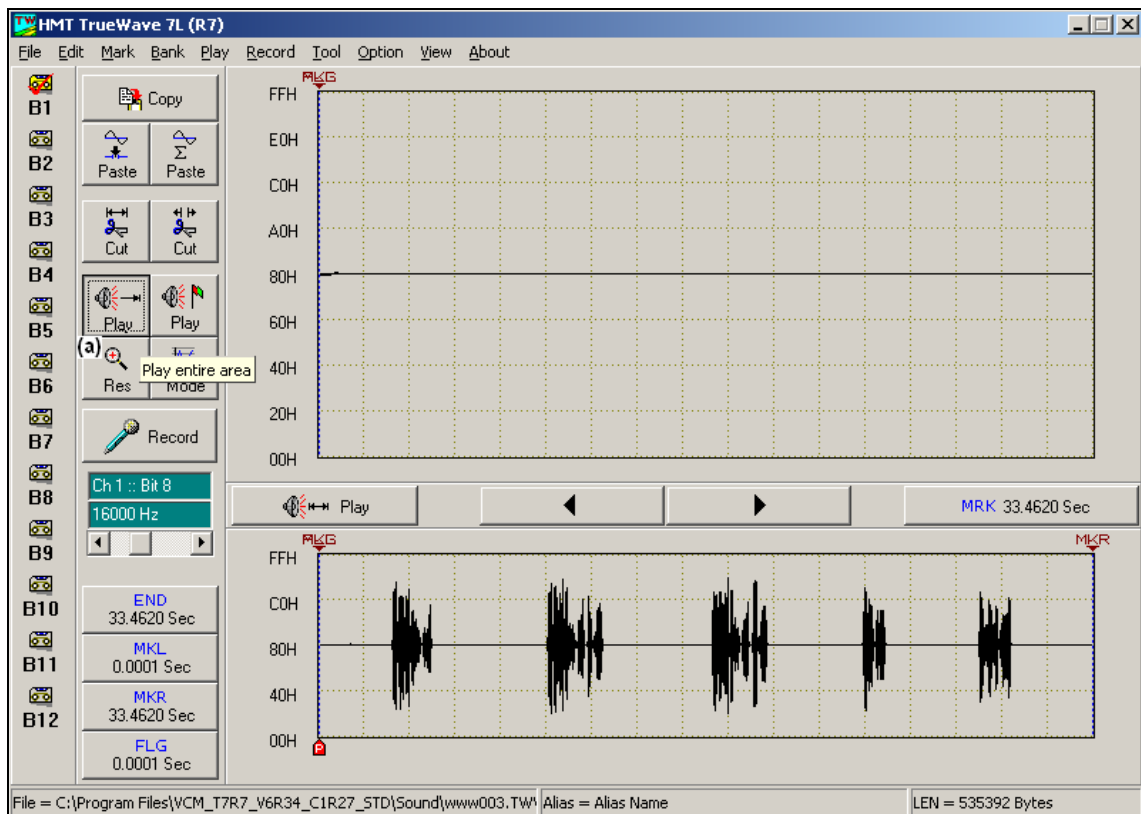 HMT TrueWave 7L (R7)
File Edit Mark Bank Play Record Tool Option View About
B1
B2
B3
B4
B5
B6
B7
B8
B9
B10
B11
B12
Copy
Paste Paste
Cut Cut
Play Play
(a)
Play entire area
Res Mode
Record
Ch 1 :: Bit 8
16000 Hz
END
33.4620 Sec
MKL
0.0001 Sec
MKR
33.4620 Sec
FLG
0.0001 Sec
FFH
E0H
C0H
A0H
80H
60H
40H
20H
00H
Play
MRK 33.4620 Sec
MKR
FFH
C0H
80H
40H
00H
P
File = C:\Program Files\VCM_T7R7_V6R34_C1R27_STD\Sound\www003.TW
Alias = Alias Name
LEN = 535392 Bytes